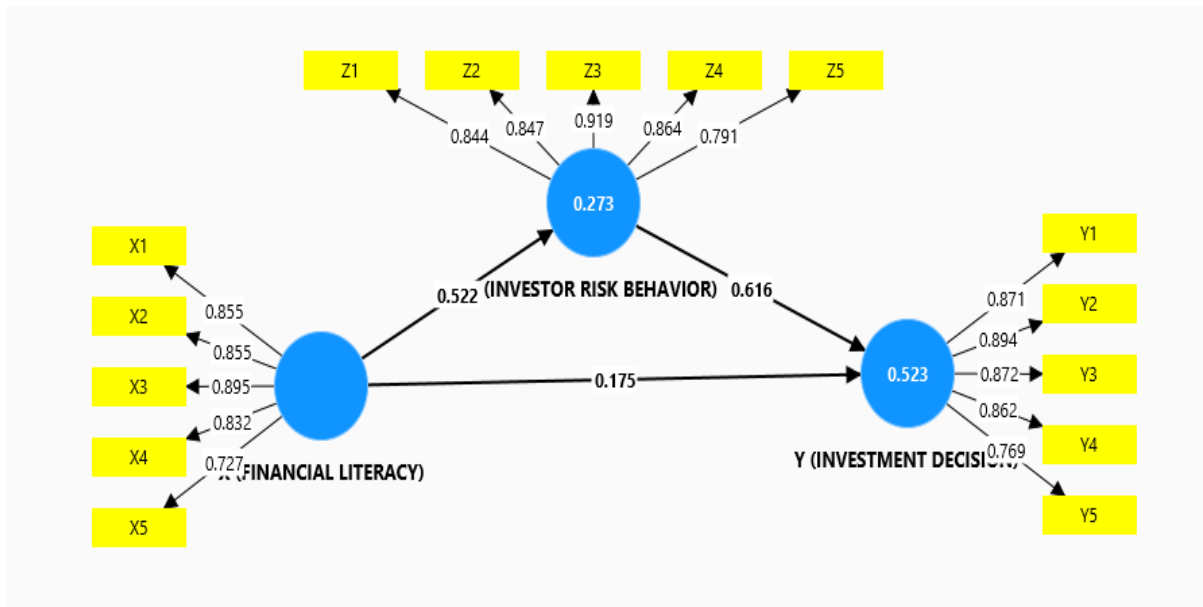 Z1 Z2 Z3 Z4 Z5
0.844 0.847 0.919 0.864 0.791
0.273
X1
X2
X3
X4
X5
0.855
0.855
0.895
0.832
0.727
(FINANCIAL LITERACY)
0.522
(INVESTOR RISK BEHAVIOR)
0.616
0.175
0.523
Y (INVESTMENT DECISION)
0.871
0.894
0.872
0.862
0.769
Y1
Y2
Y3
Y4
Y5